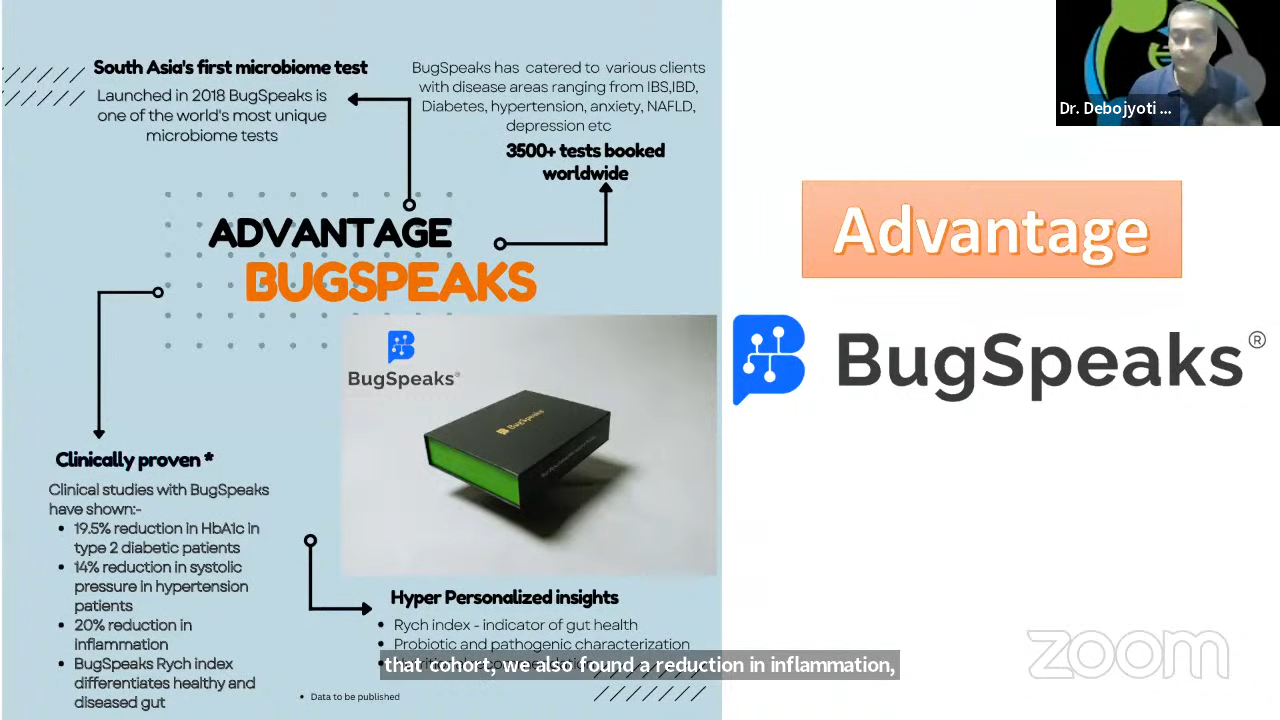 South Asia's first microbiome test
Launched in 2018 BugSpeaks is
one of the world's most unique
microbiome tests
BugSpeaks has catered to various clients
with disease areas ranging from IBS,IBD,
Diabetes, hypertension, anxiety, NAFLD,
depression etc
3500+ tests booked
worldwide
Dr. Debojyoti ...
ADVANTAGE
BUGSPEAKS
Advantage
BugSpeaks®
BugSpeaks®
BugSpeaks
Clinically proven *
Clinical studies with BugSpeaks
have shown:-
• 19.5% reduction in HbA1c in
type 2 diabetic patients
• 14% reduction in systolic
pressure in hypertension
patients
• 20% reduction in
inflammation
• BugSpeaks Rych index
differentiates healthy and
diseased gut
Hyper Personalized insights
• Rych index - indicator of gut health
• Probiotic and pathogenic characterization
that cohort, we also found a reduction in inflammation,
• Data to be published
zoom